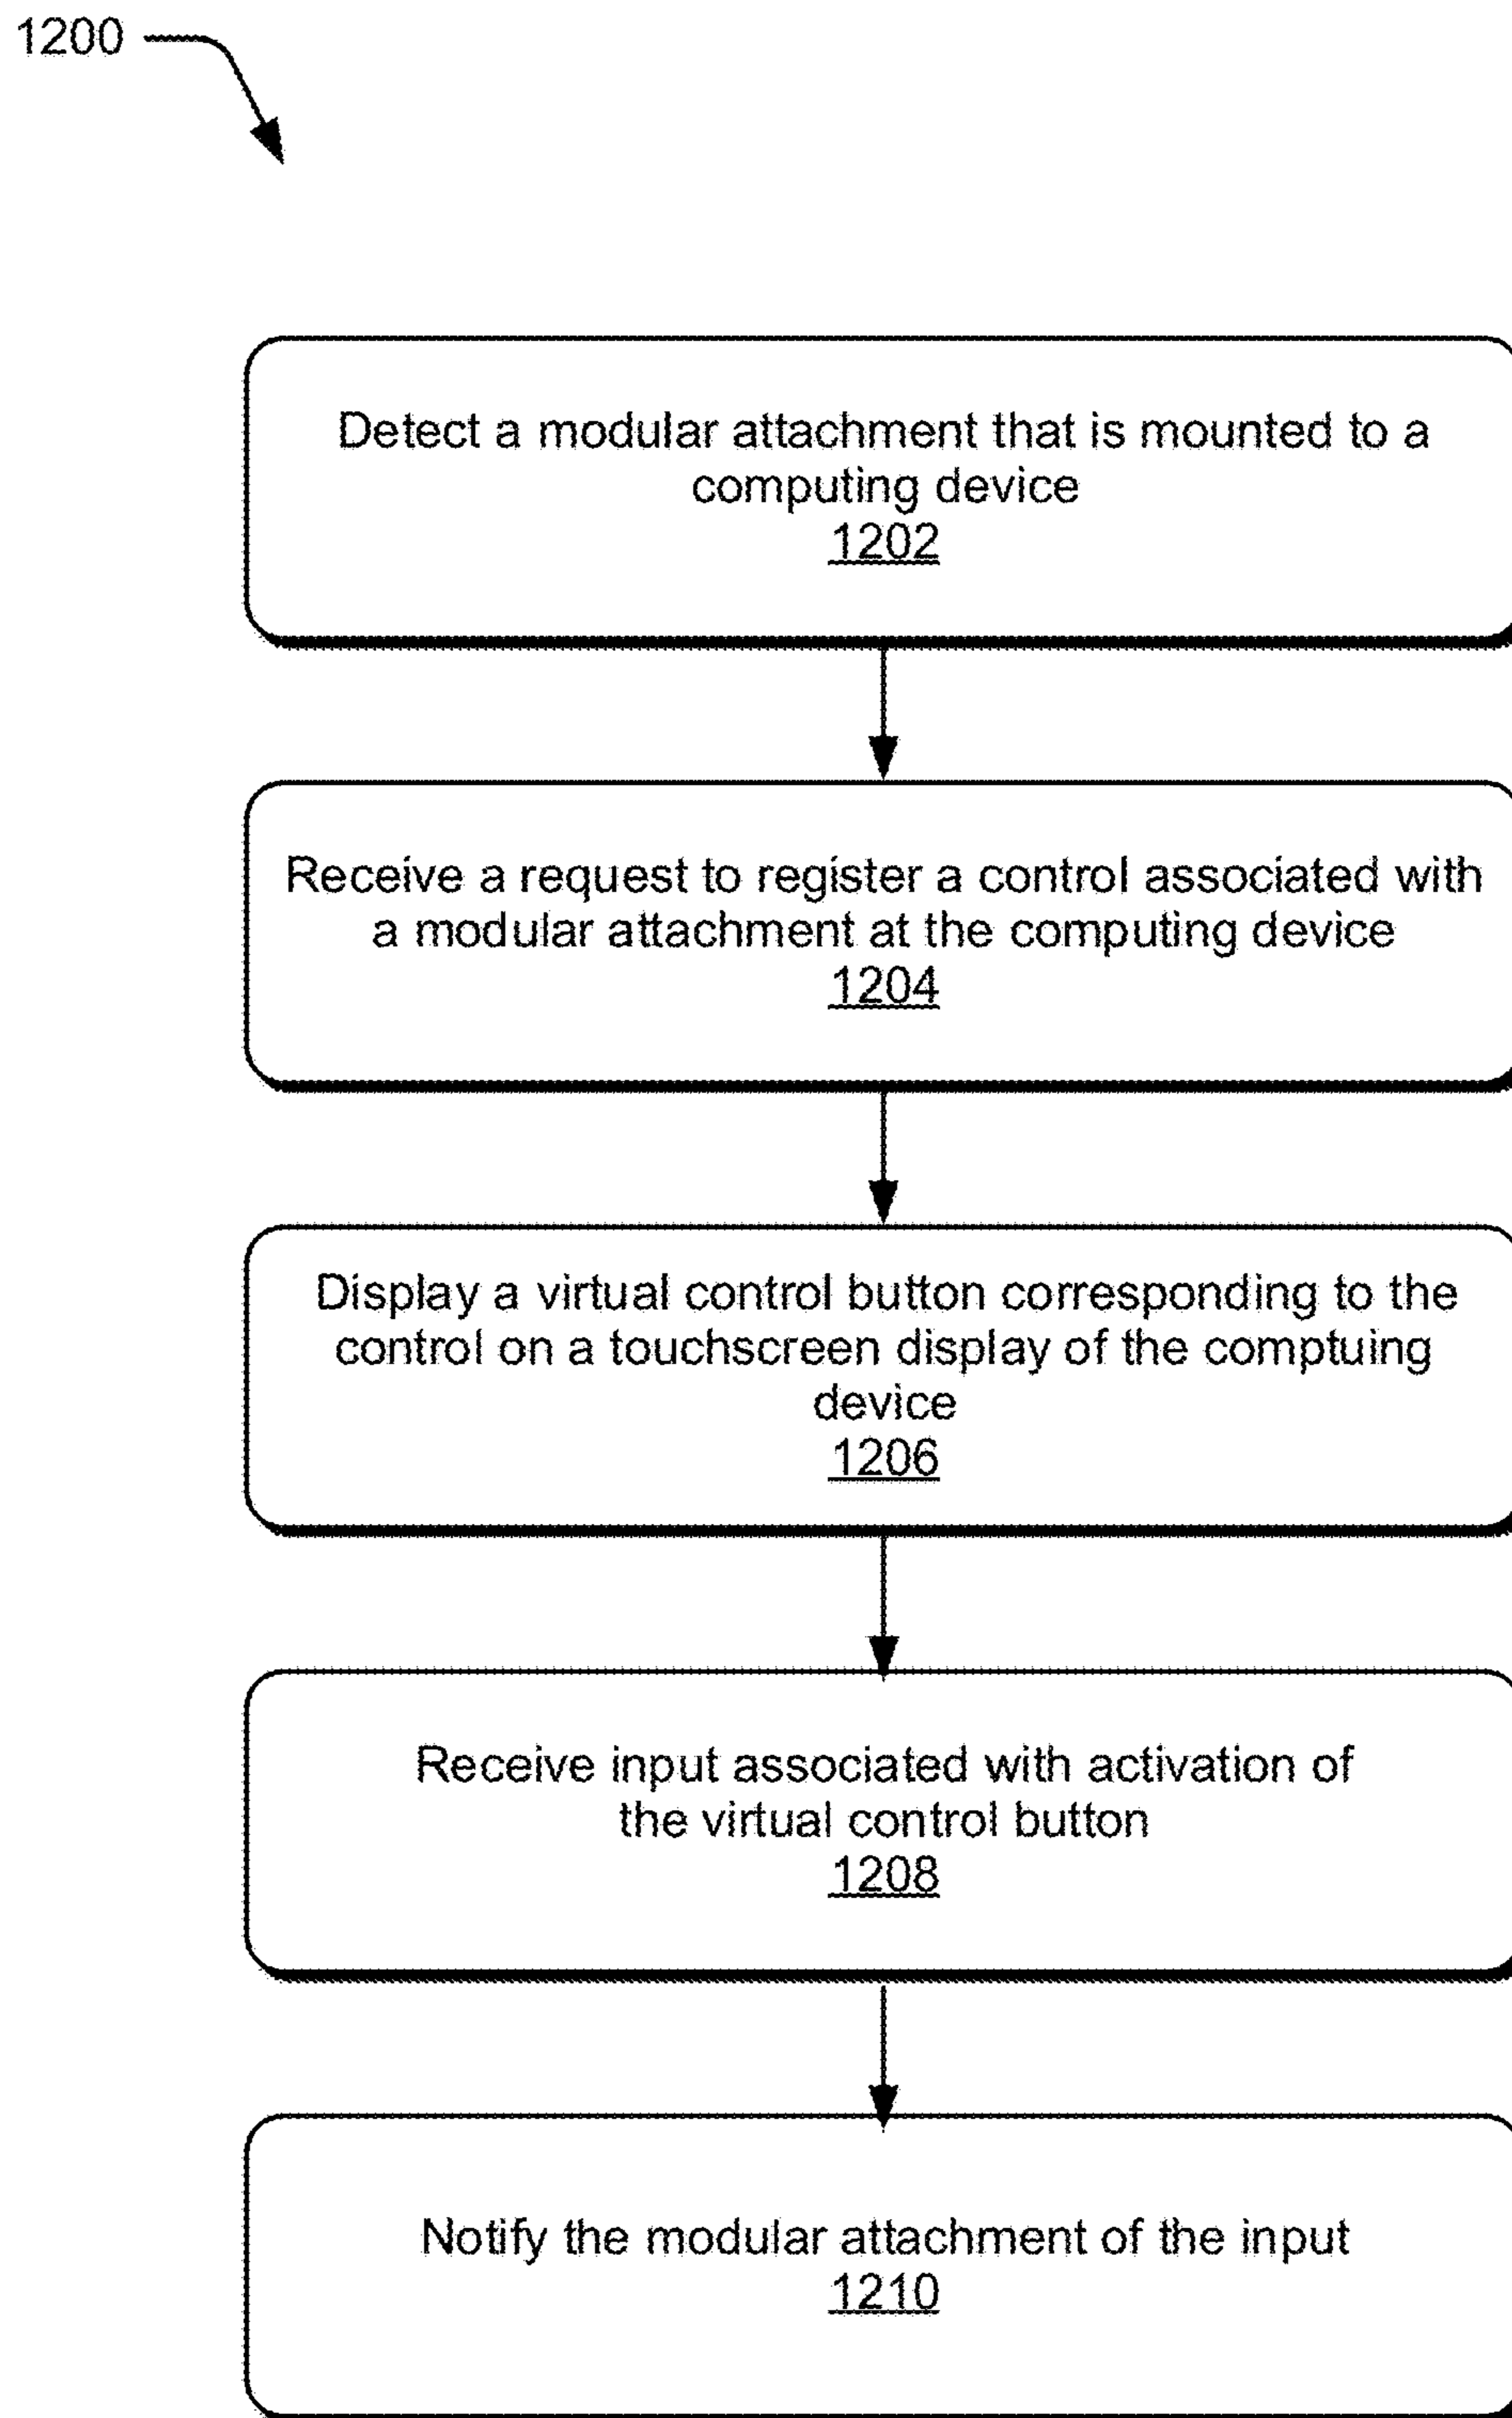 1200
Detect a modular attachment that is mounted to a
computing device
1202
Receive a request to register a control associated with
a modular attachment at the computing device
1204
Display a virtual control button corresponding to the
control on a touchscreen display of the comptuing
device
1206
Receive input associated with activation of
the virtual control button
1208
Notify the modular attachment of the input
1210